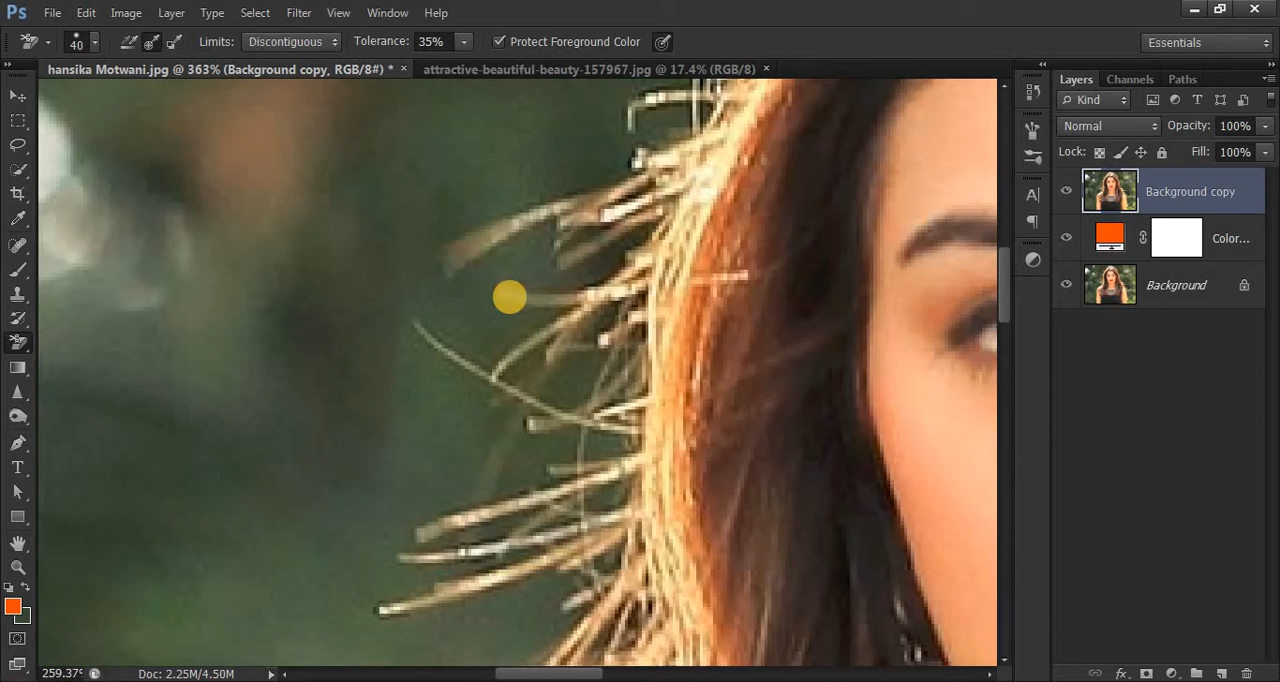 Ps File Edit Image Layer Type Select Filter View Window Help
40 Limits: Discontiguous Tolerance: 35% Protect Foreground Color Essentials
hansika Motwani.jpg @ 363% (Background copy, RGB/8#) * × attractive-beautiful-beauty-157967.jpg @ 17.4% (RGB/8) ×
Layers Channels Paths
Kind
Normal Opacity: 100%
Lock: Fill: 100%
Background copy
Color...
Background
259.37% Doc: 2.25M/4.50M